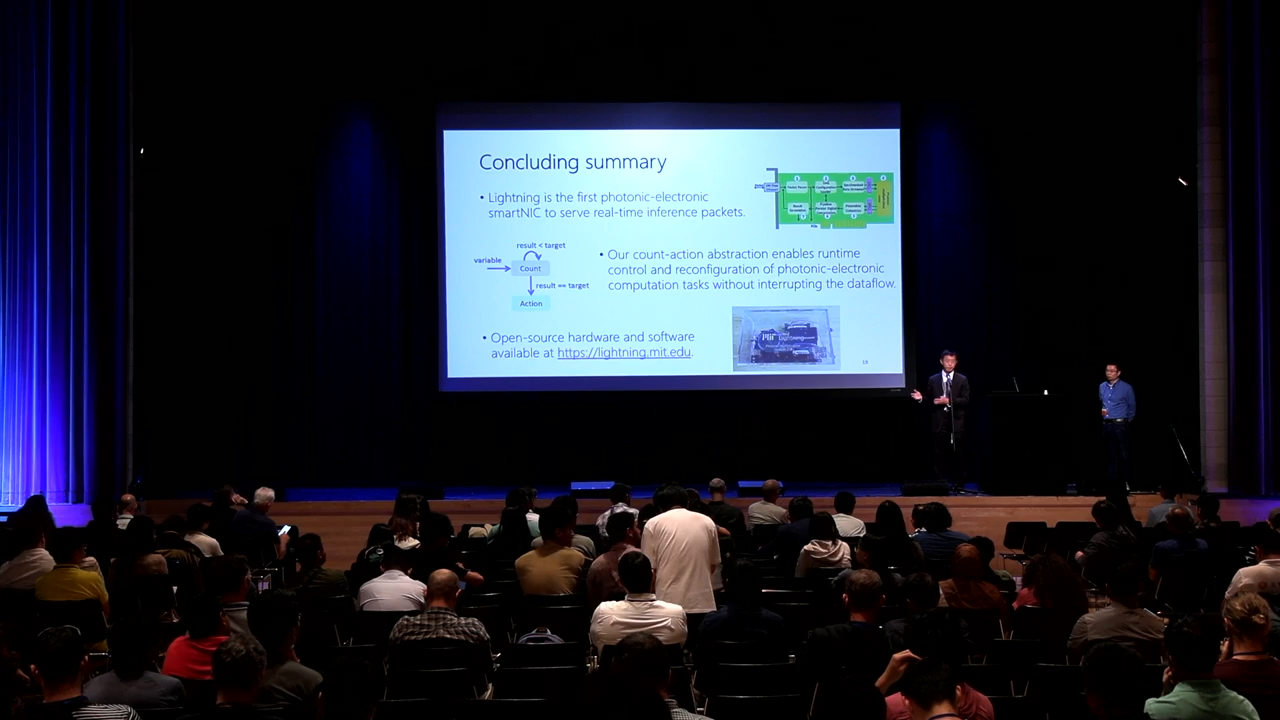 Concluding summary
• Lightning is the first photonic-electronic
smartNIC to serve real-time inference packets.
result < target
variable
Count
result == target
Action
• Our count-action abstraction enables runtime
control and reconfiguration of photonic-electronic
computation tasks without interrupting the dataflow.
• Open-source hardware and software
available at https://lightning.mit.edu.
Lightning
18